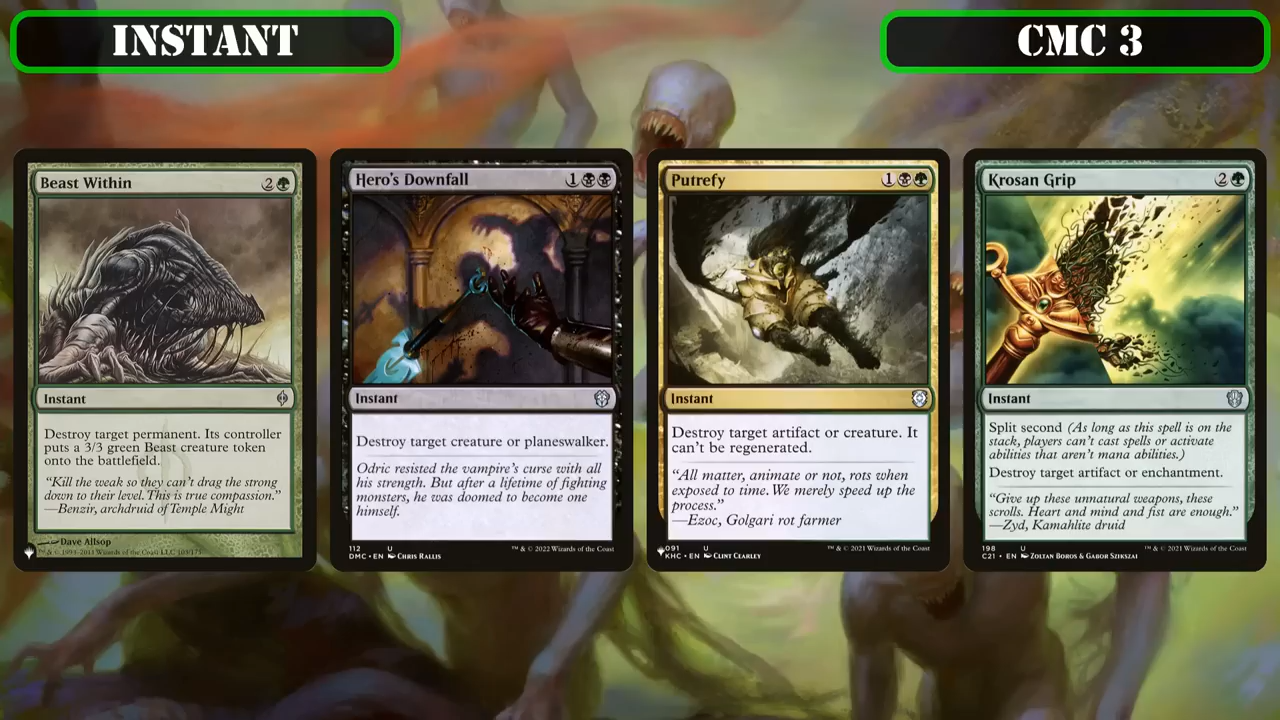 INSTANT
CMC 3
Beast Within
2
Instant
Destroy target permanent. Its controller
puts a 3/3 green Beast creature token
onto the battlefield.
“Kill the weak so they can’t drag the strong
down to their level. This is true compassion.”
—Benzir, archdruid of Temple Might
Dave Allsop
Hero’s Downfall
1
Instant
Destroy target creature or planeswalker.
Odric resisted the vampire’s curse with all
his strength. But after a lifetime of fighting
monsters, he was doomed to become one
himself.
112 U
DMC • EN CHRIS RALLIS
™ & © 2022 Wizards of the Coast
Putrefy
1
Instant
Destroy target artifact or creature. It
can’t be regenerated.
“All matter, animate or not, rots when
exposed to time. We merely speed up the
process.”
—Ezoc, Golgari rot farmer
091 U
KHC • EN CLINT CEARLEY
™ & © 2021 Wizards of the Coast
Krosan Grip
2
Instant
Split second (As long as this spell is on the
stack, players can’t cast spells or activate
abilities that aren’t mana abilities.)
Destroy target artifact or enchantment.
“Give up these unnatural weapons, these
scrolls. Heart and mind and fist are enough.”
—Zyd, Kamahlite druid
198 U
C21 • EN ZOLTAN BOROS & GABOR SZIKSZAI
™ & © 2021 Wizards of the Coast